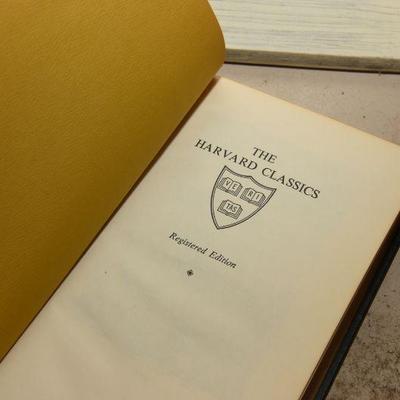 THE
HARVARD CLASSICS
VE RI
TAS
Registered Edition